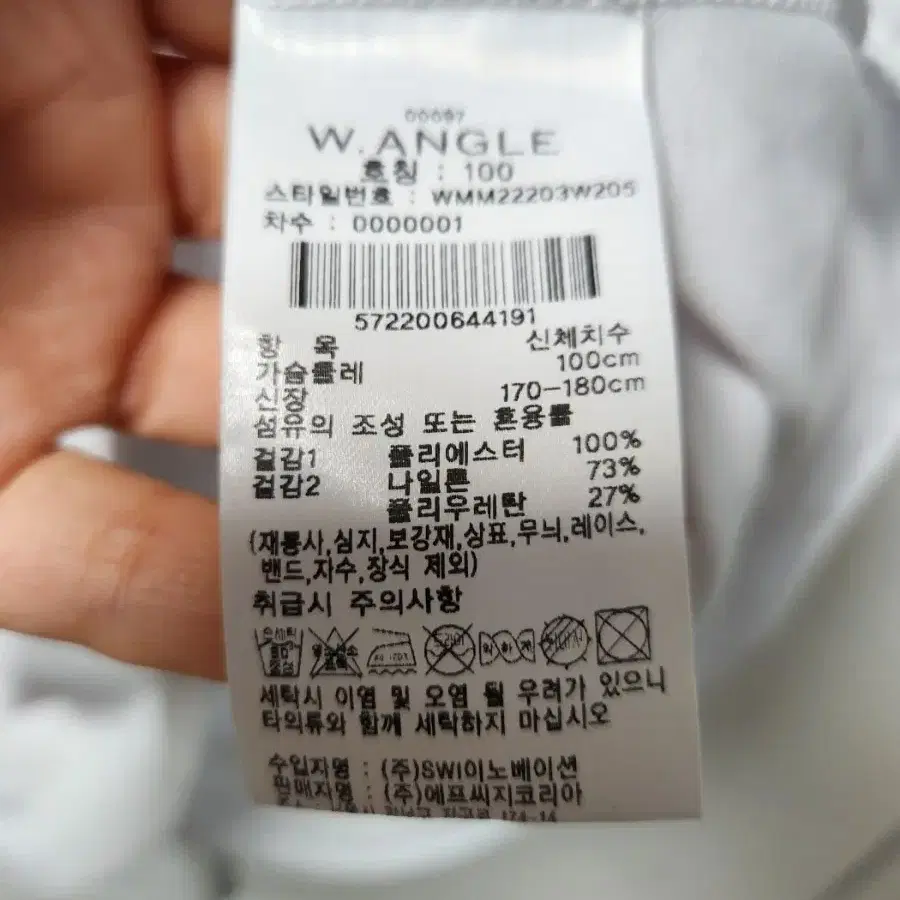 00097
W.ANGLE
호칭 : 100
스타일번호 : WMM22203W205
차수 : 0000001
572200644191
항 목 신체치수
가슴둘레 100cm
신장 170-180cm
섬유의 조성 또는 혼용률
겉감1 폴리에스터 100%
겉감2 나일론 73%
폴리우레탄 27%
(재봉사,심지,보강재,상표,무늬,레이스,
밴드,자수,장식 제외)
취급시 주의사항
약하게
세탁시 이염 및 오염 될 우려가 있으니
타의류와 함께 세탁하지 마십시오
수입자명 : (주)SWI이노베이션
판매자명 : (주)에프씨지코리아
174-14